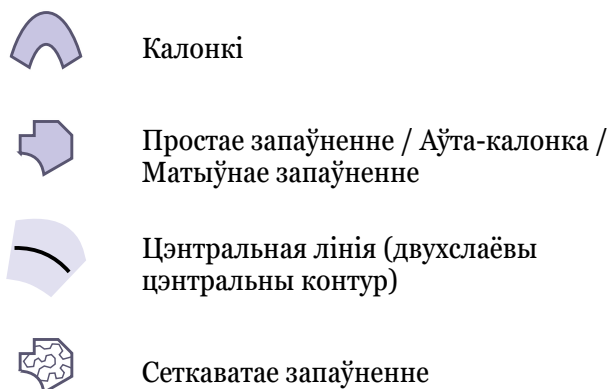 Калонкі
Простае запаўненне / Аўта-калонка /
Матыўнае запаўненне
Цэнтральная лінія (двухслаёвы
цэнтральны контур)
Сеткаватае запаўненне